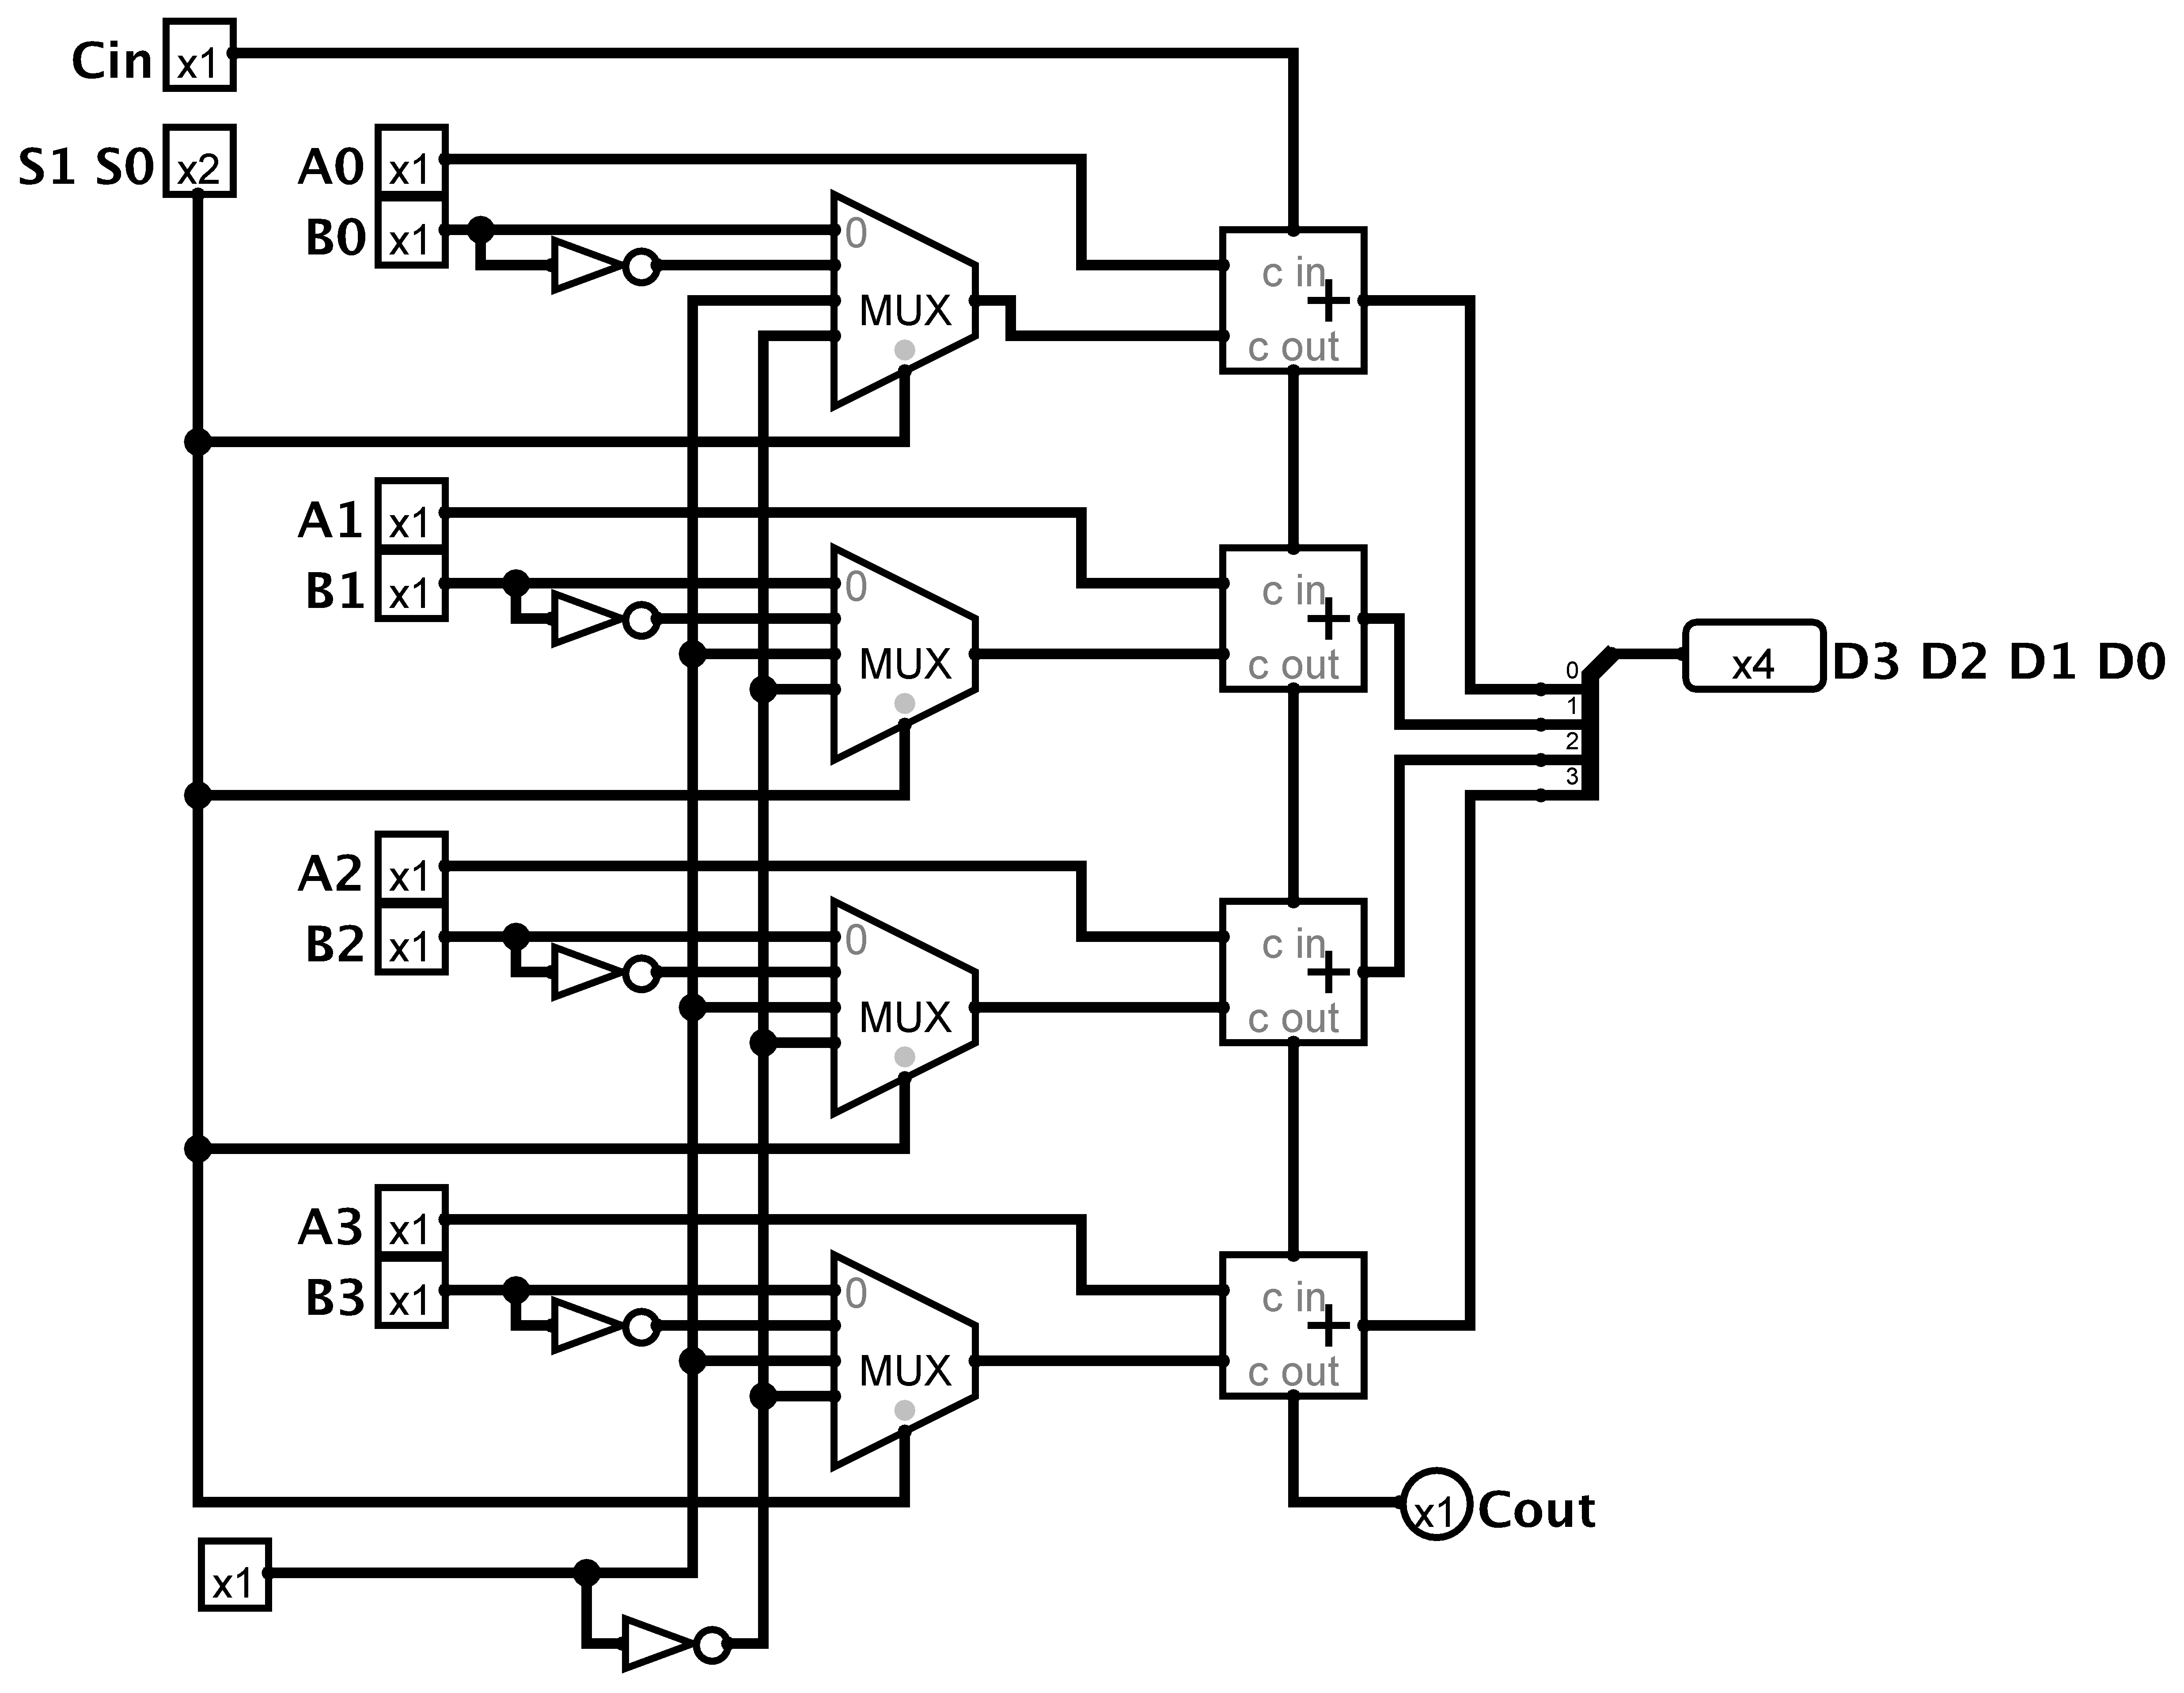 Cin x1
S1 S0 x2
A0 x1
B0 x1
0
MUX
c in
c out
A1 x1
B1 x1
0
MUX
c in
c out
0
1
2
3
x4 D3 D2 D1 D0
A2 x1
B2 x1
0
MUX
c in
c out
A3 x1
B3 x1
0
MUX
c in
c out
x1 Cout
x1